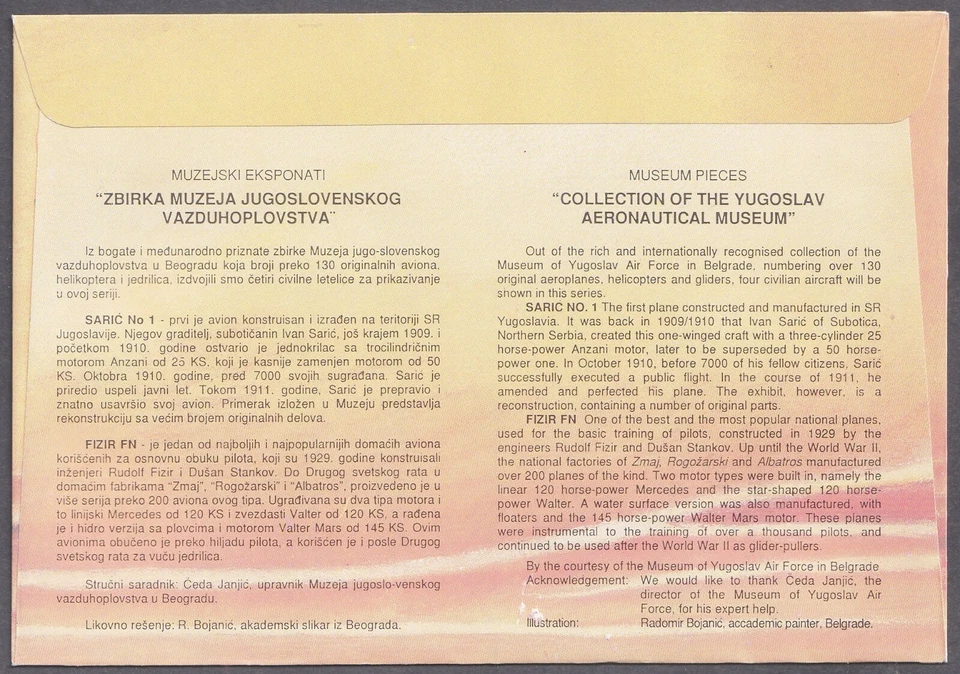 MUZEJSKI EKSPONATI
"ZBIRKA MUZEJA JUGOSLOVENSKOG
VAZDUHOPLOVSTVA"
Iz bogate i međunarodno priznate zbirke Muzeja jugo-slovenskog
vazduhoplovstva u Beogradu koja broji preko 130 originalnih aviona,
helikoptera i jedrilica, izdvojili smo četiri civilne letelice za prikazivanje
u ovoj seriji.
SARIĆ No 1 - prvi je avion konstruisan i izrađen na teritoriji SR
Jugoslavije. Njegov graditelj, subotičanin Ivan Sarić, još krajem 1909. i
početkom 1910. godine ostvario je jednokrilac sa trocilindričnim
motorom Anzani od 25 KS, koji je kasnije zamenjen motorom od 50
KS. Oktobra 1910. godine, pred 7000 svojih sugrađana, Sarić je
priredio uspeli javni let. Tokom 1911. godine, Sarić je prepravio i
znatno usavršio svoj avion. Primerak izložen u Muzeju predstavlja
rekonstrukciju sa većim brojem originalnih delova.
FIZIR FN - je jedan od najboljih i najpopularnijih domaćih aviona
korišćenih za osnovnu obuku pilota, koji su 1929. godine konstruisali
inženjeri Rudolf Fizir i Dušan Stankov. Do Drugog svetskog rata u
domaćim fabrikama "Zmaj", "Rogožarski" i "Albatros", proizvedeno je u
više serija preko 200 aviona ovog tipa. Ugrađivana su dva tipa motora i
to linijski Mercedes od 120 KS i zvezdasti Valter od 120 KS, a rađena
je i hidro verzija sa plovcima i motorom Valter Mars od 145 KS. Ovim
avionima obučeno je preko hiljadu pilota, a korišćen je i posle Drugog
svetskog rata za vuču jedrilica.
Stručni saradnik: Čeda Janjić, upravnik Muzeja jugoslo-venskog
vazduhoplovstva u Beogradu.
Likovno rešenje: R. Bojanić, akademski slikar iz Beograda.
MUSEUM PIECES
"COLLECTION OF THE YUGOSLAV
AERONAUTICAL MUSEUM"
Out of the rich and internationally recognised collection of the
Museum of Yugoslav Air Force in Belgrade, numbering over 130
original aeroplanes, helicopters and gliders, four civilian aircraft will be
shown in this series.
SARIC NO. 1 The first plane constructed and manufactured in SR
Yugoslavia. It was back in 1909/1910 that Ivan Sarić of Subotica,
Northern Serbia, created this one-winged craft with a three-cylinder 25
horse-power Anzani motor, later to be superseded by a 50 horse-
power one. In October 1910, before 7000 of his fellow citizens, Sarić
successfully executed a public flight. In the course of 1911, he
amended and perfected his plane. The exhibit, however, is a
reconstruction, containing a number of original parts.
FIZIR FN One of the best and the most popular national planes,
used for the basic training of pilots, constructed in 1929 by the
engineers Rudolf Fizir and Dušan Stankov. Up until the World War II,
the national factories of Zmaj, Rogožarski and Albatros manufactured
over 200 planes of the kind. Two motor types were built in, namely the
linear 120 horse-power Mercedes and the star-shaped 120 horse-
power Walter. A water surface version was also manufactured, with
floaters and the 145 horse-power Walter Mars motor. These planes
were instrumental to the training of over a thousand pilots, and
continued to be used after the World War II as glider-pullers.
By the courtesy of the Museum of Yugoslav Air Force in Belgrade
Acknowledgement: We would like to thank Čeda Janjić, the
director of the Museum of Yugoslav Air
Force, for his expert help.
Illustration: Radomir Bojanić, accademic painter, Belgrade.